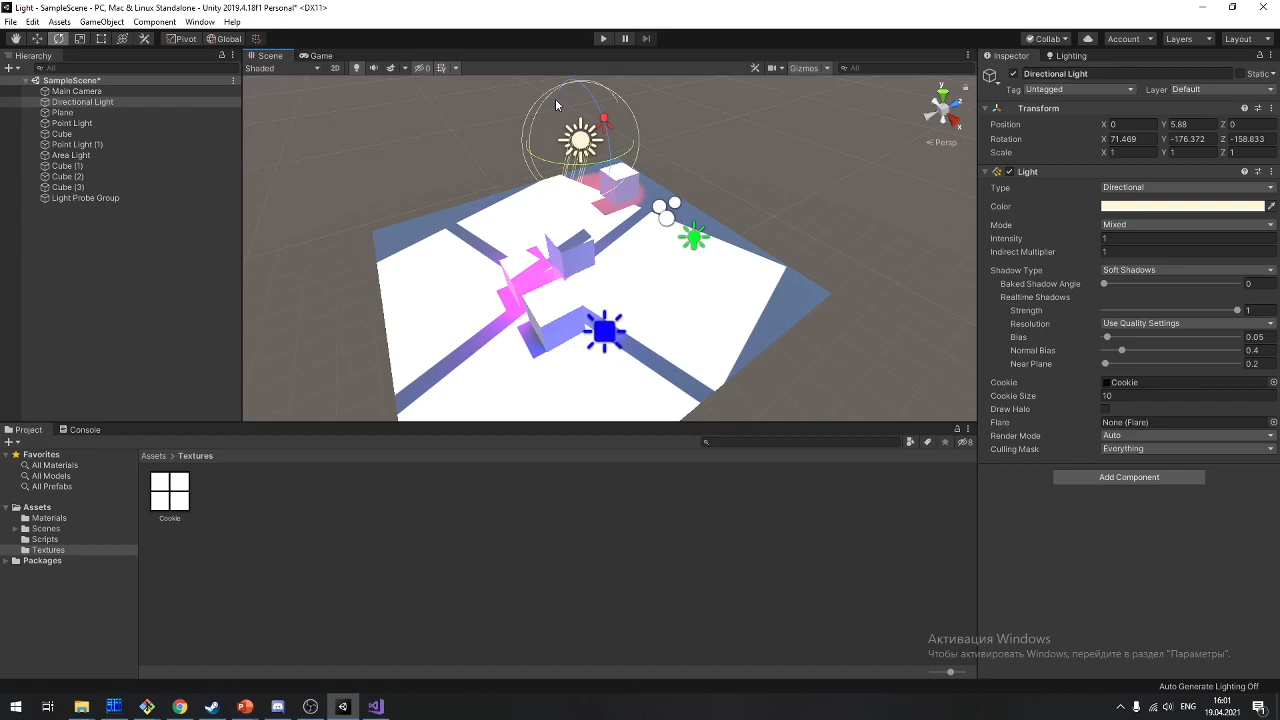 Light - SampleScene - PC, Mac & Linux Standalone - Unity 2019.4.18f1 Personal* <DX11>
File Edit Assets GameObject Component Window Help
Pivot Global Collab Account Layers Layout
Hierarchy
All
SampleScene*
Main Camera
Directional Light
Plane
Point Light
Cube
Point Light (1)
Area Light
Cube (1)
Cube (2)
Cube (3)
Light Probe Group
Scene Game
Shaded 2D 0 Gizmos All
y
z
x
Persp
Inspector Lighting
Directional Light Static
Tag Untagged Layer Default
Transform
Position X 0 Y 5.88 Z 0
Rotation X 71.469 Y -176.372 Z -158.833
Scale X 1 Y 1 Z 1
Light
Type Directional
Color
Mode Mixed
Intensity 1
Indirect Multiplier 1
Shadow Type Soft Shadows
Baked Shadow Angle 0
Realtime Shadows
Strength 1
Resolution Use Quality Settings
Bias 0.05
Normal Bias 0.4
Near Plane 0.2
Cookie Cookie
Cookie Size 10
Draw Halo
Flare None (Flare)
Render Mode Auto
Culling Mask Everything
Add Component
Project Console
8
Favorites
All Materials
All Models
All Prefabs
Assets
Materials
Scenes
Scripts
Textures
Packages
Assets Textures
Cookie
Активация Windows
Чтобы активировать Windows, перейдите в раздел "Параметры".
Auto Generate Lighting Off
ENG 16:01
19.04.2021